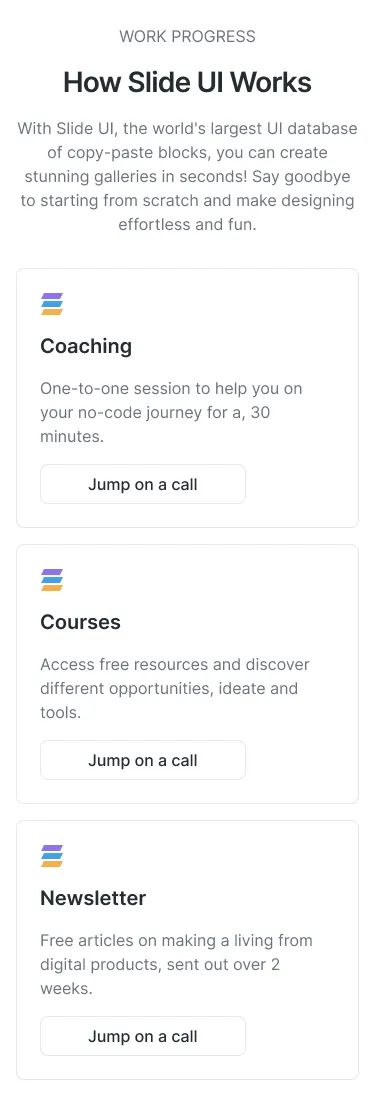 WORK PROGRESS
How Slide UI Works
With Slide UI, the world's largest UI database
of copy-paste blocks, you can create
stunning galleries in seconds! Say goodbye
to starting from scratch and make designing
effortless and fun.
Coaching
One-to-one session to help you on
your no-code journey for a, 30
minutes.
Jump on a call
Courses
Access free resources and discover
different opportunities, ideate and
tools.
Jump on a call
Newsletter
Free articles on making a living from
digital products, sent out over 2
weeks.
Jump on a call